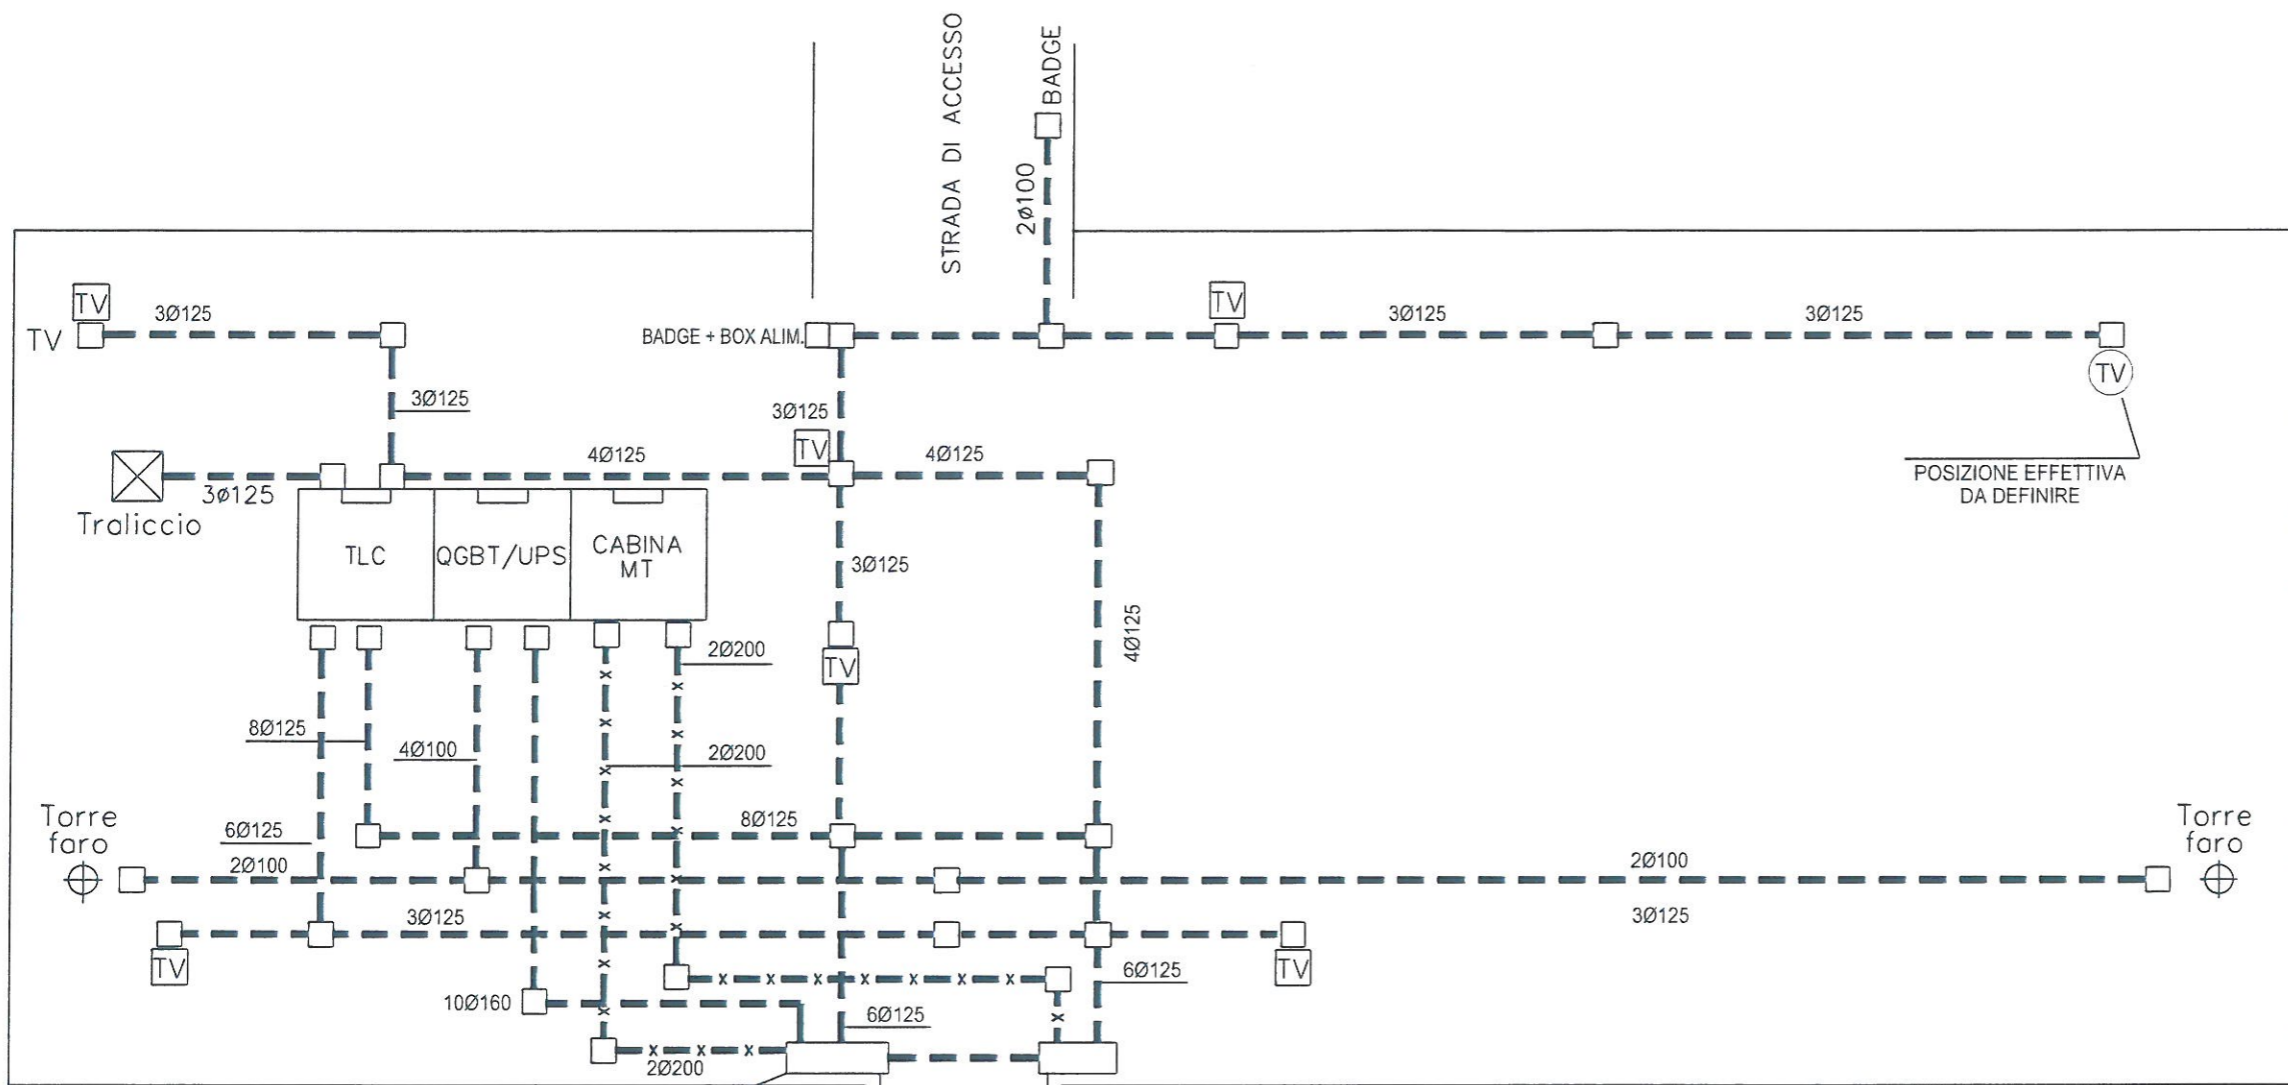 STRADA DI ACCESSO
BADGE
2ø100
TV
TV
3Ø125
BADGE + BOX ALIM.
TV
3Ø125
3Ø125
TV
POSIZIONE EFFETTIVA
DA DEFINIRE
3Ø125
3Ø125
TV
4Ø125
4Ø125
3ø125
Traliccio
TLC
QGBT/UPS
CABINA
MT
3Ø125
4Ø125
2Ø200
TV
8Ø125
4Ø100
2Ø200
Torre
faro
6Ø125
8Ø125
2Ø100
2Ø100
Torre
faro
3Ø125
3Ø125
TV
TV
10Ø160
6Ø125
6Ø125
2Ø200